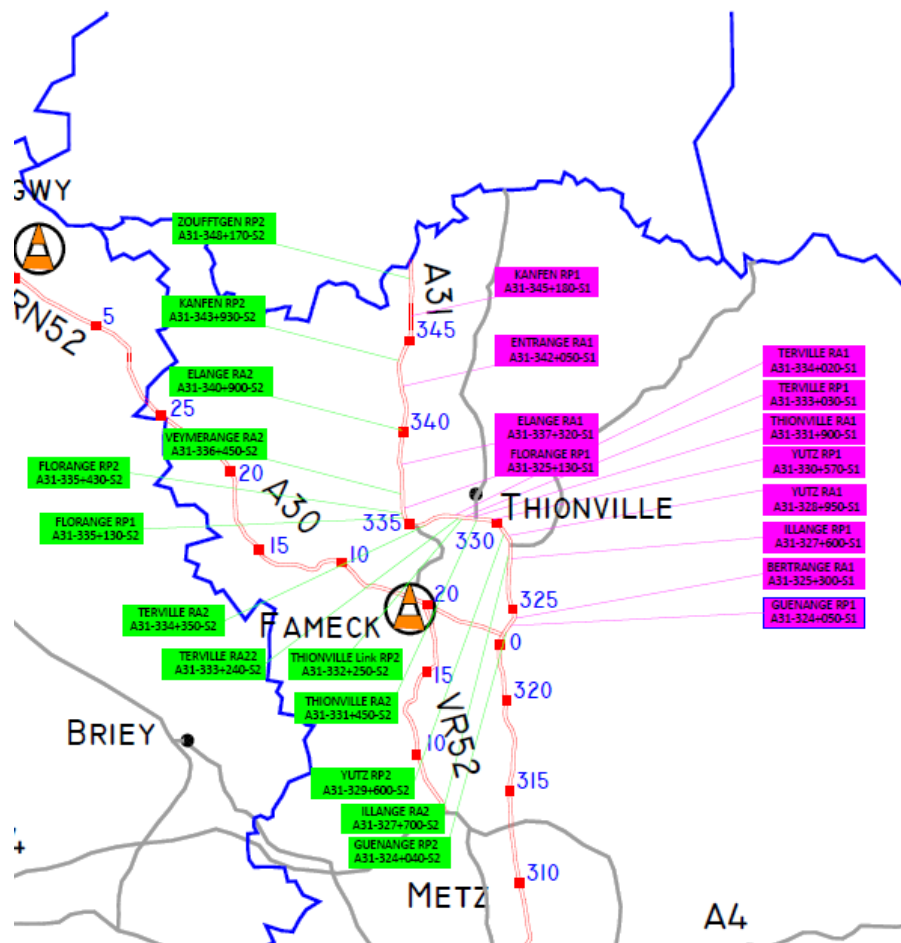 GWY
ZOUFFTGEN RP2
A31-348+170-S2
A31
KANFEN RP1
A31-345+180-S1
RN52
5
KANFEN RP2
A31-343+930-S2
345
ENTRANGE RA1
A31-342+050-S1
TERVILLE RA1
A31-334+020-S1
ELANGE RA2
A31-340+900-S2
TERVILLE RP1
A31-333+030-S1
25
340
ELANGE RA1
A31-337+320-S1
THIONVILLE RA1
A31-331+900-S1
VEYMERANGE RA2
A31-336+450-S2
FLORANGE RP1
A31-325+130-S1
YUTZ RP1
A31-330+570-S1
FLORANGE RP2
A31-335+430-S2
20
A30
YUTZ RA1
A31-328+950-S1
FLORANGE RP1
A31-335+130-S2
335
330
THIONVILLE
ILLANGE RP1
A31-327+600-S1
15
10
BERTRANGE RA1
A31-325+300-S1
TERVILLE RA2
A31-334+350-S2
FAMECK
20
325
GUENANGE RP1
A31-324+050-S1
TERVILLE RA22
A31-333+240-S2
THIONVILLE Link RP2
A31-332+250-S2
0
15
THIONVILLE RA2
A31-331+450-S2
VR52
320
BRIEY
10
YUTZ RP2
A31-329+600-S2
315
ILLANGE RA2
A31-327+700-S2
GUENANGE RP2
A31-324+040-S2
4
METZ
310
A4